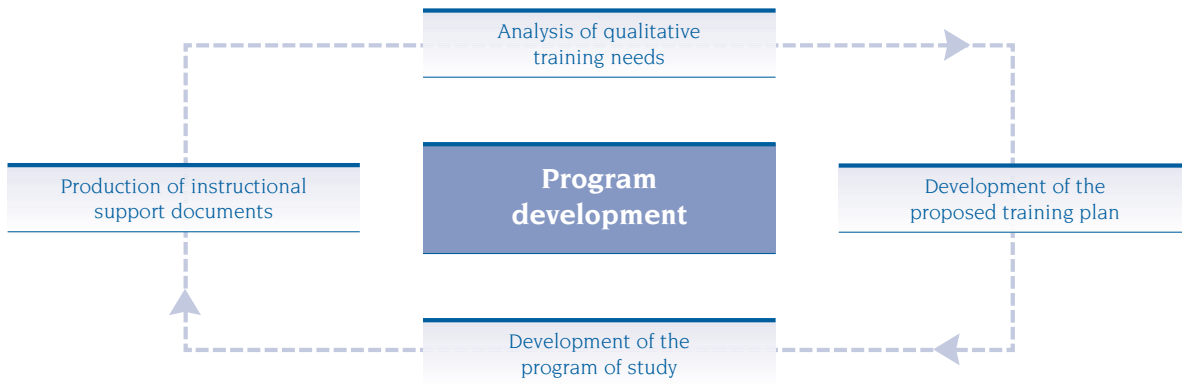 Analysis of qualitative
training needs
Production of instructional
support documents
Program
development
Development of the
proposed training plan
Development of the
program of study